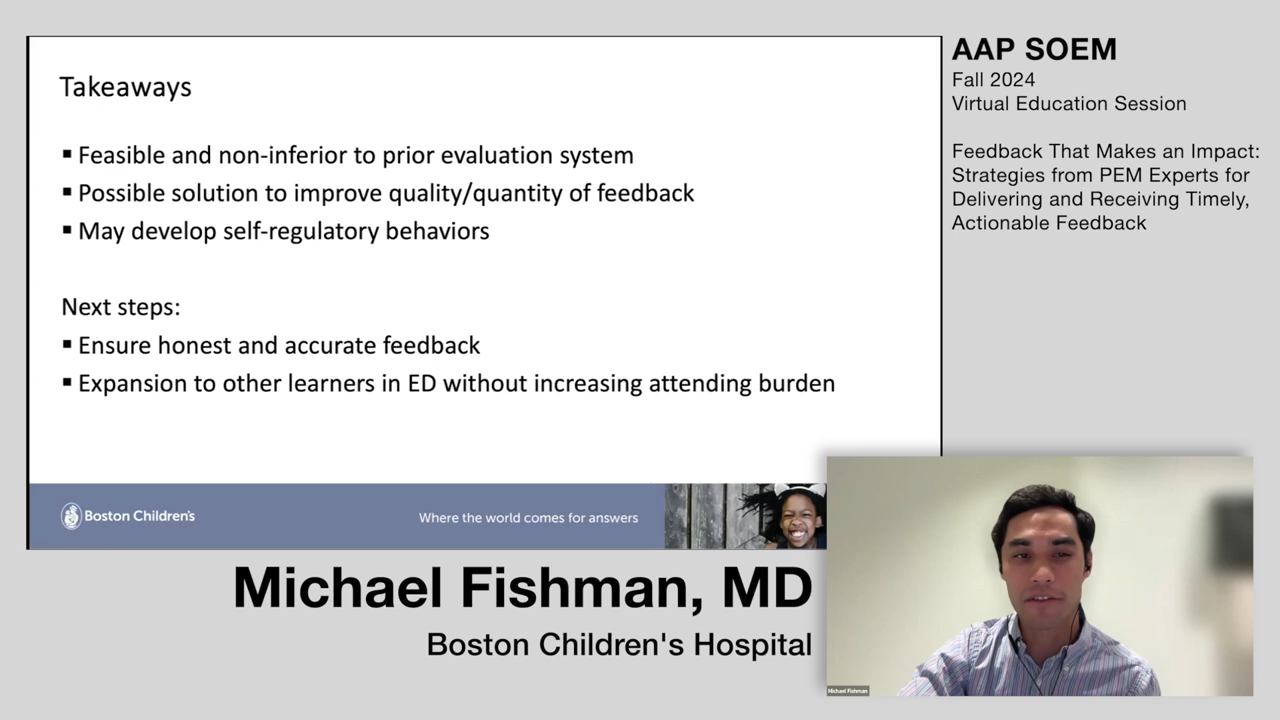 Takeaways
▪ Feasible and non-inferior to prior evaluation system
▪ Possible solution to improve quality/quantity of feedback
▪ May develop self-regulatory behaviors
Next steps:
▪ Ensure honest and accurate feedback
▪ Expansion to other learners in ED without increasing attending burden
Boston Children's
Where the world comes for answers
AAP SOEM
Fall 2024
Virtual Education Session
Feedback That Makes an Impact:
Strategies from PEM Experts for
Delivering and Receiving Timely,
Actionable Feedback
Michael Fishman, MD
Boston Children's Hospital
Michael Fishman